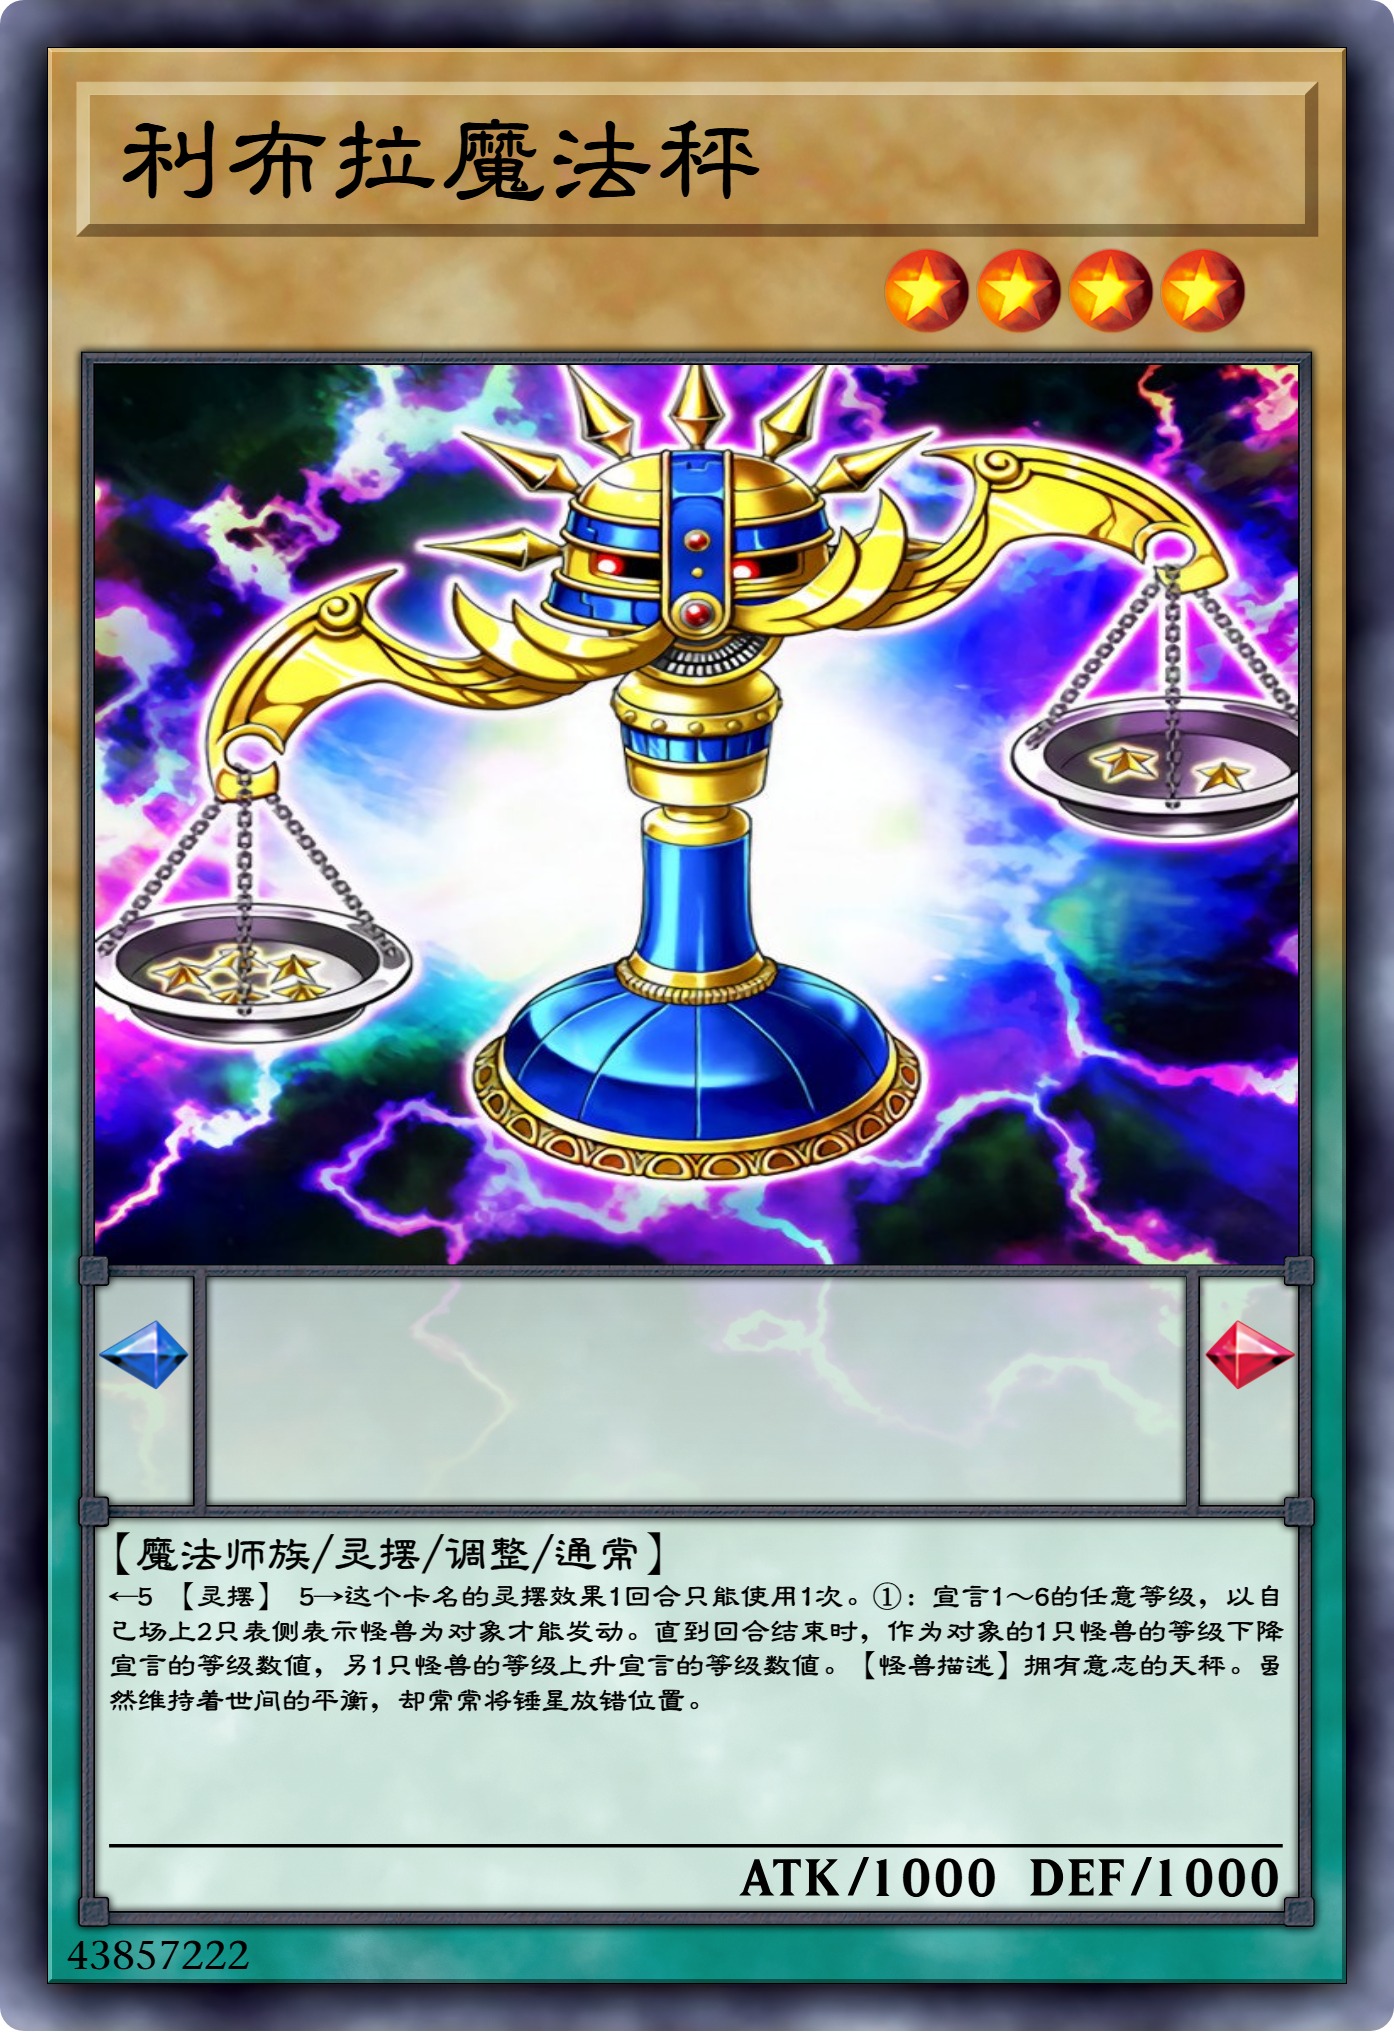 利布拉魔法秤
【魔法师族/灵摆/调整/通常】
←5 【灵摆】 5→这个卡名的灵摆效果1回合只能使用1次。①：宣言1～6的任意等级，以自
己场上2只表侧表示怪兽为对象才能发动。直到回合结束时，作为对象的1只怪兽的等级下降
宣言的等级数值，另1只怪兽的等级上升宣言的等级数值。【怪兽描述】拥有意志的天秤。虽
然维持着世间的平衡，却常常将锤星放错位置。
ATK/1000 DEF/1000
43857222